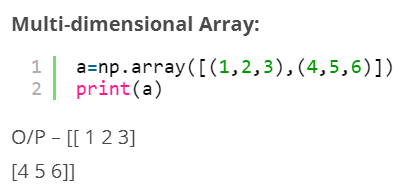 Multi-dimensional Array:
1 a=np.array([(1,2,3),(4,5,6)])
2 print(a)
O/P – [[ 1 2 3]
[4 5 6]]